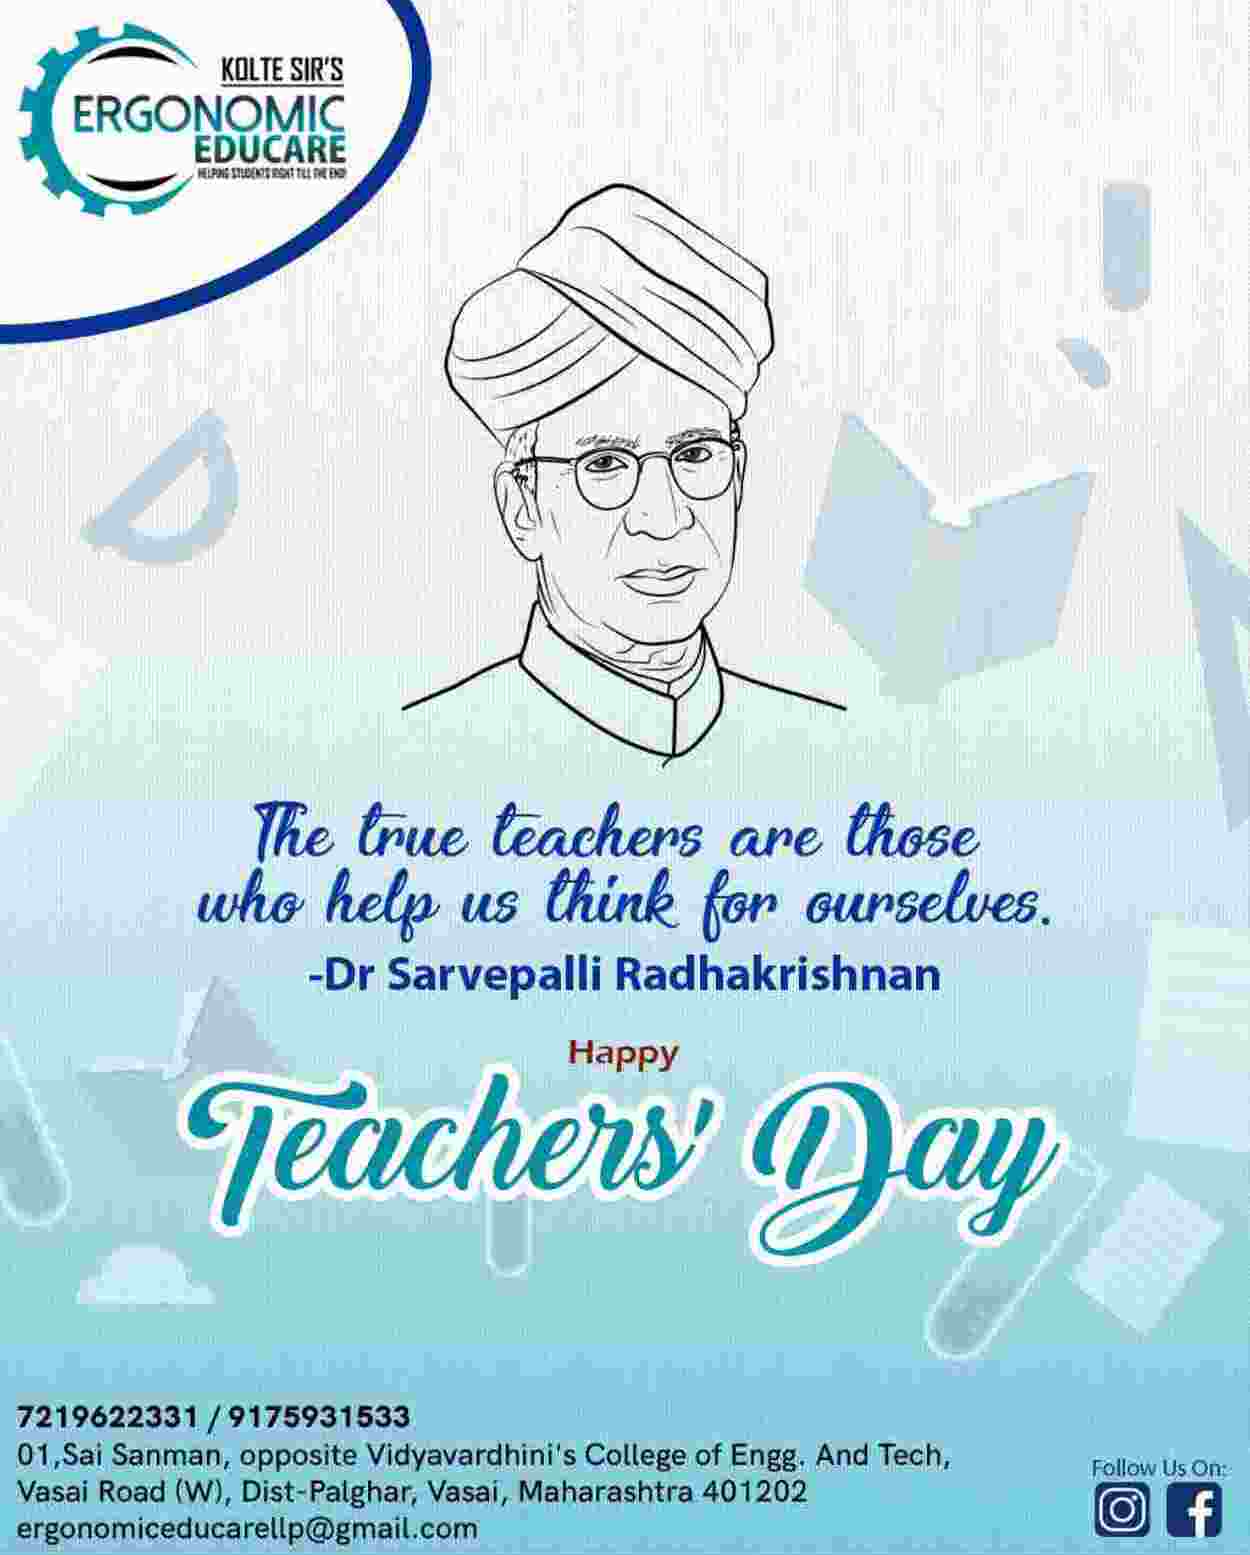 KOLTE SIR'S
ERGONOMIC
EDUCARE
HELPING STUDENTS RIGHT TILL THE END!
The true teachers are those
who help us think for ourselves.
-Dr Sarvepalli Radhakrishnan
Happy
Teachers' Day
7219622331 / 9175931533
01,Sai Sanman, opposite Vidyavardhini's College of Engg. And Tech,
Vasai Road (W), Dist-Palghar, Vasai, Maharashtra 401202
ergonomiceducarellp@gmail.com
Follow Us On: